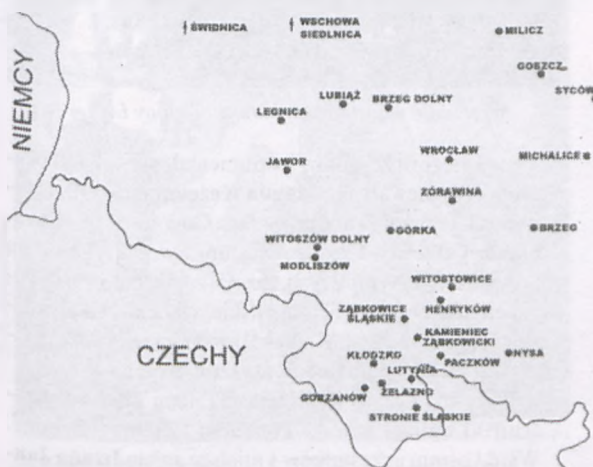 ŚWIDNICA
WSCHOWA
SIEDLNICA
MILICZ
NIEMCY
GOSZCZ
SYCÓW
LUBIĄŻ
BRZEG DOLNY
LEGNICA
WROCŁAW
MICHALICE
JAWOR
ŻÓRAWINA
GÓRKA
BRZEG
WITOSZÓW DOLNY
MODLISZÓW
WITOSTOWICE
HENRYKÓW
ZĄBKOWICE
ŚLĄSKIE
KAMIENIEC
ZĄBKOWICKI
CZECHY
KŁODZKO
PACZKÓW
NYSA
LUTYNIA
ŻELAZNO
GORZANÓW
STRONIE ŚLĄSKIE